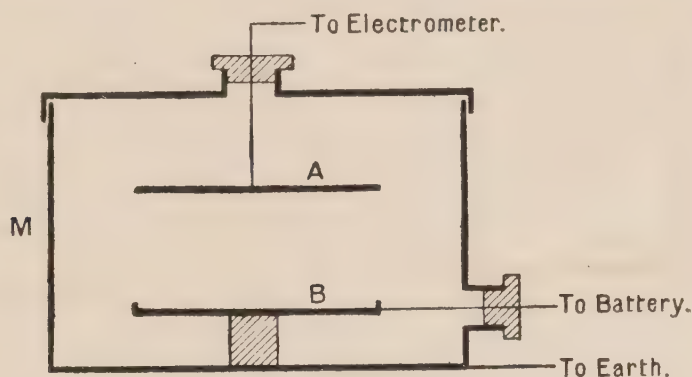 To Electrometer.
A
M
B
To Battery.
To Earth.